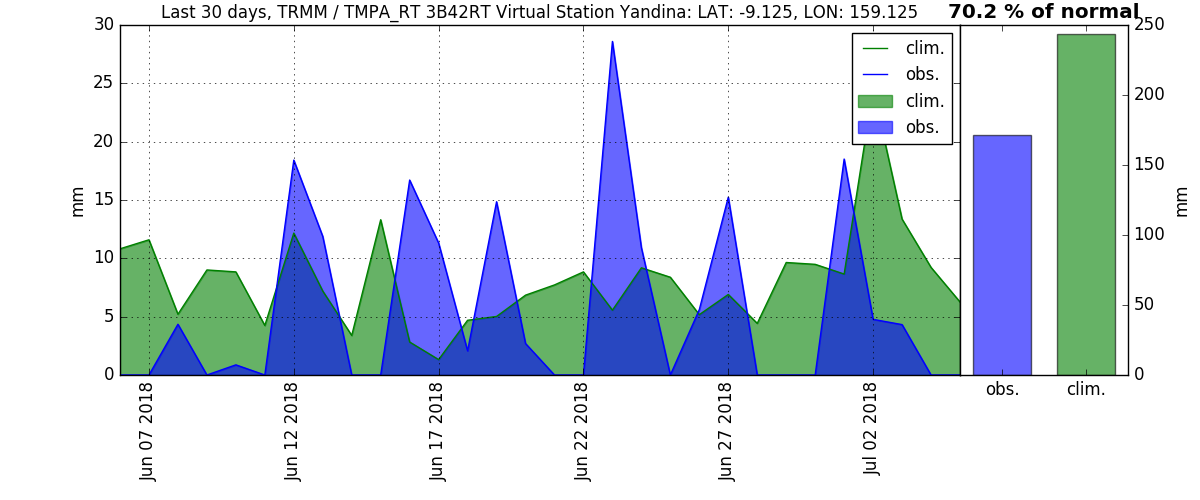 Last 30 days, TRMM / TMPA_RT 3B42RT Virtual Station Yandina: LAT: -9.125, LON: 159.125
70.2 % of normal
30
25
20
15
10
5
0
mm
clim.
obs.
clim.
obs.
250
200
150
100
50
0
mm
Jun 07 2018
Jun 12 2018
Jun 17 2018
Jun 22 2018
Jun 27 2018
Jul 02 2018
obs.
clim.